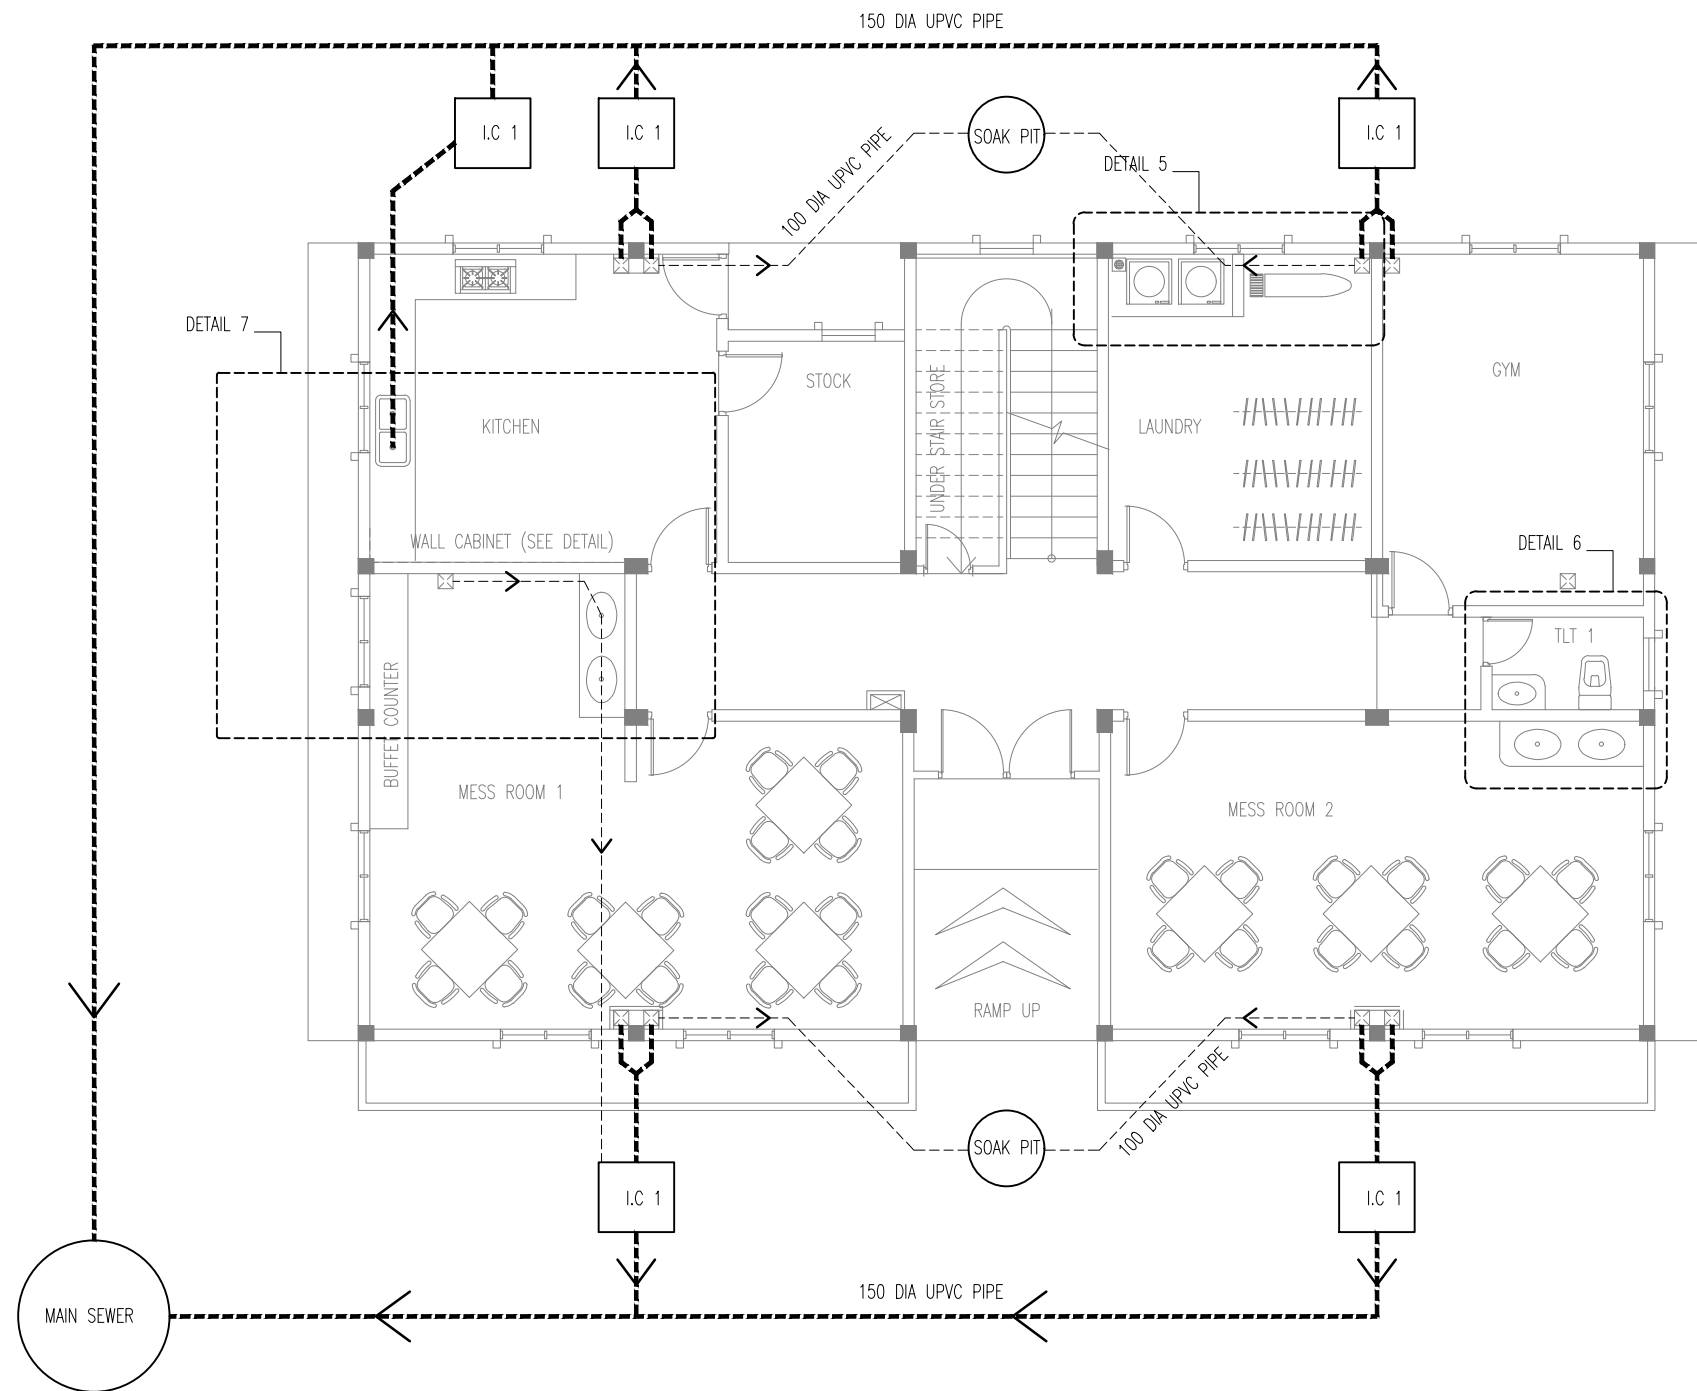 150 DIA UPVC PIPE
I.C 1
I.C 1
SOAK PIT
I.C 1
100 DIA UPVC PIPE
DETAIL 5
DETAIL 7
STOCK
GYM
KITCHEN
UNDER STAIR STORE
LAUNDRY
WALL CABINET (SEE DETAIL)
DETAIL 6
TLT 1
BUFFET COUNTER
MESS ROOM 1
MESS ROOM 2
RAMP UP
100 DIA UPVC PIPE
SOAK PIT
I.C 1
I.C 1
150 DIA UPVC PIPE
MAIN SEWER